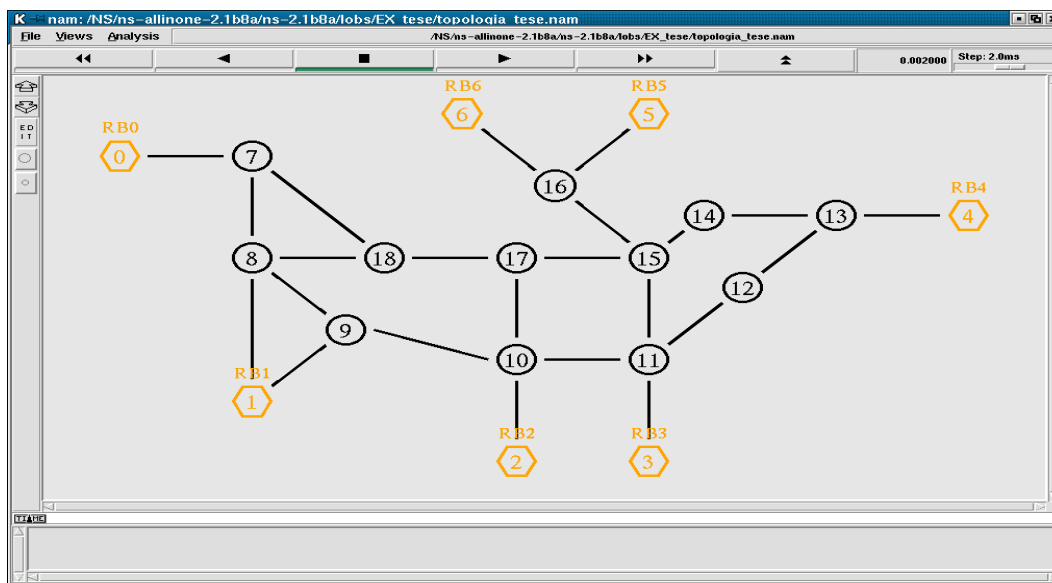 K nam: /NS/ns-allinone-2.1b8a/ns-2.1b8a/lobs/EX_tese/topologia_tese.nam
File Views Analysis /NS/ns-allinone-2.1b8a/ns-2.1b8a/lobs/EX_tese/topologia_tese.nam
0.002000 Step: 2.0ms
ED
IT
RB6 RB5
6 5
RB0
0 7
16
RB4
14 13 4
8 18 17 15
12
9
10 11
RB1
1
RB2 RB3
2 3
TIME